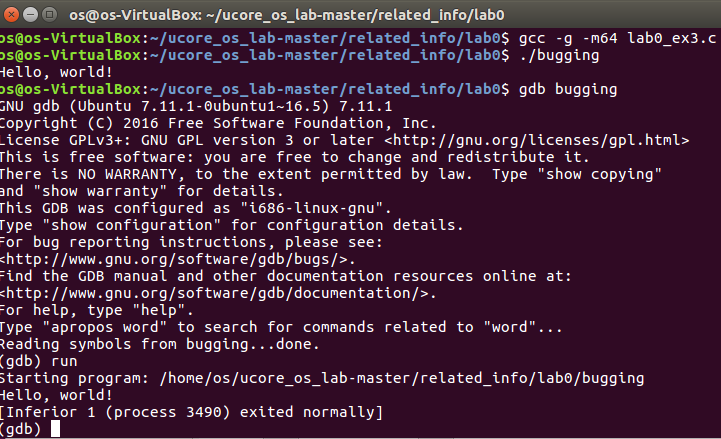 os@os-VirtualBox: ~/ucore_os_lab-master/related_info/lab0
os@os-VirtualBox:~/ucore_os_lab-master/related_info/lab0$ gcc -g -m64 lab0_ex3.c
os@os-VirtualBox:~/ucore_os_lab-master/related_info/lab0$ ./bugging
Hello, world!
os@os-VirtualBox:~/ucore_os_lab-master/related_info/lab0$ gdb bugging
GNU gdb (Ubuntu 7.11.1-0ubuntu1~16.5) 7.11.1
Copyright (C) 2016 Free Software Foundation, Inc.
License GPLv3+: GNU GPL version 3 or later <http://gnu.org/licenses/gpl.html>
This is free software: you are free to change and redistribute it.
There is NO WARRANTY, to the extent permitted by law.  Type "show copying"
and "show warranty" for details.
This GDB was configured as "i686-linux-gnu".
Type "show configuration" for configuration details.
For bug reporting instructions, please see:
<http://www.gnu.org/software/gdb/bugs/>.
Find the GDB manual and other documentation resources online at:
<http://www.gnu.org/software/gdb/documentation/>.
For help, type "help".
Type "apropos word" to search for commands related to "word"...
Reading symbols from bugging...done.
(gdb) run
Starting program: /home/os/ucore_os_lab-master/related_info/lab0/bugging
Hello, world!
[Inferior 1 (process 3490) exited normally]
(gdb)